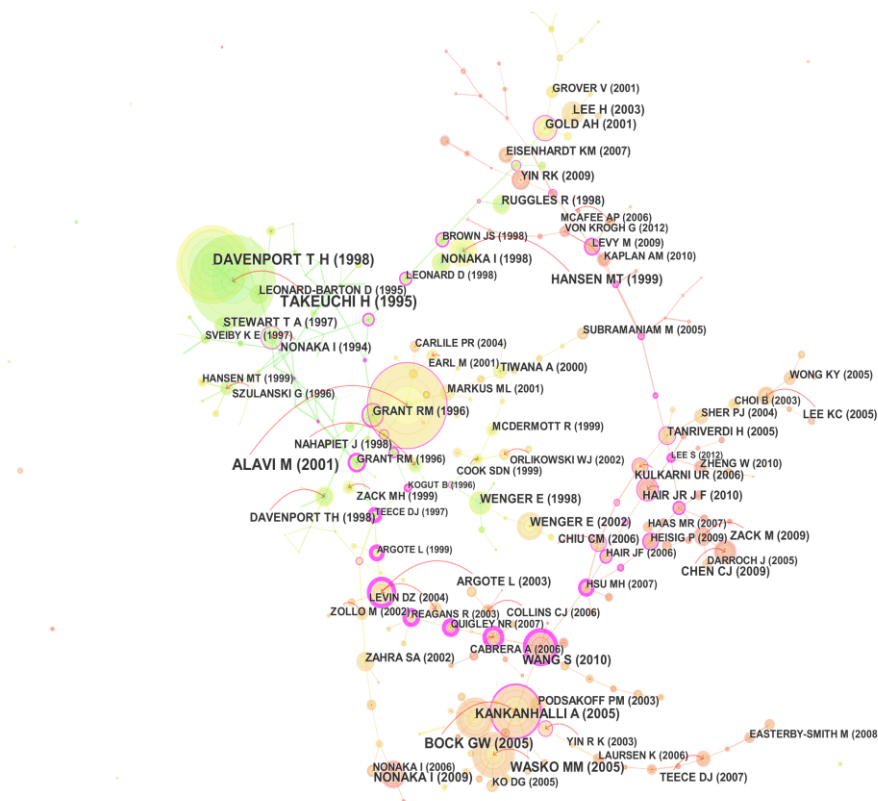 GROVER V (2001)
LEE H (2003)
GOLD AH (2001)
EISENHARDT KM (2007)
YIN RK (2009)
RUGGLES R (1998)
MCAFEE AP (2006)
VON KROGH G (2012)
BROWN JS (1998)
LEVY M (2009)
DAVENPORT T H (1998)
NONAKA I (1998)
KAPLAN AM (2010)
LEONARD D (1998)
HANSEN MT (1999)
LEONARD-BARTON D (1995)
TAKEUCHI H (1995)
STEWART T A (1997)
SVEIBY K E (1997)
SUBRAMANIAM M (2005)
NONAKA I (1994)
CARLILE PR (2004)
EARL M (2001)
TIWANA A (2000)
HANSEN MT (1999)
WONG KY (2005)
SZULANSKI G (1996)
MARKUS ML (2001)
CHOI B (2003)
GRANT RM (1996)
SHER PJ (2004)
LEE KC (2005)
MCDERMOTT R (1999)
TANRIVERDI H (2005)
NAHAPIET J (1998)
GRANT RM (1996)
ORLIKOWSKI WJ (2002)
LEE S (2012)
ALAVI M (2001)
COOK SDN (1999)
ZHENG W (2010)
KULKARNI UR (2006)
KOGUT B (1996)
ZACK MH (1999)
HAIR JR J F (2010)
WENGER E (1998)
TEECE DJ (1997)
DAVENPORT TH (1998)
WENGER E (2002)
HAAS MR (2007)
ZACK M (2009)
CHIU CM (2006)
HEISIG P (2009)
ARGOTE L (1999)
HAIR JF (2006)
DARROCH J (2005)
CHEN CJ (2009)
ARGOTE L (2003)
HSU MH (2007)
LEVIN DZ (2004)
ZOLLO M (2002)
REAGANS R (2003)
COLLINS CJ (2006)
QUIGLEY NR (2007)
CABRERA A (2006)
ZAHRA SA (2002)
WANG S (2010)
PODSAKOFF PM (2003)
KANKANHALLI A (2005)
EASTERBY-SMITH M (2008
BOCK GW (2005)
YIN R K (2003)
LAURSEN K (2006)
NONAKA I (2006)
WASKO MM (2005)
NONAKA I (2009)
TEECE DJ (2007)
KO DG (2005)